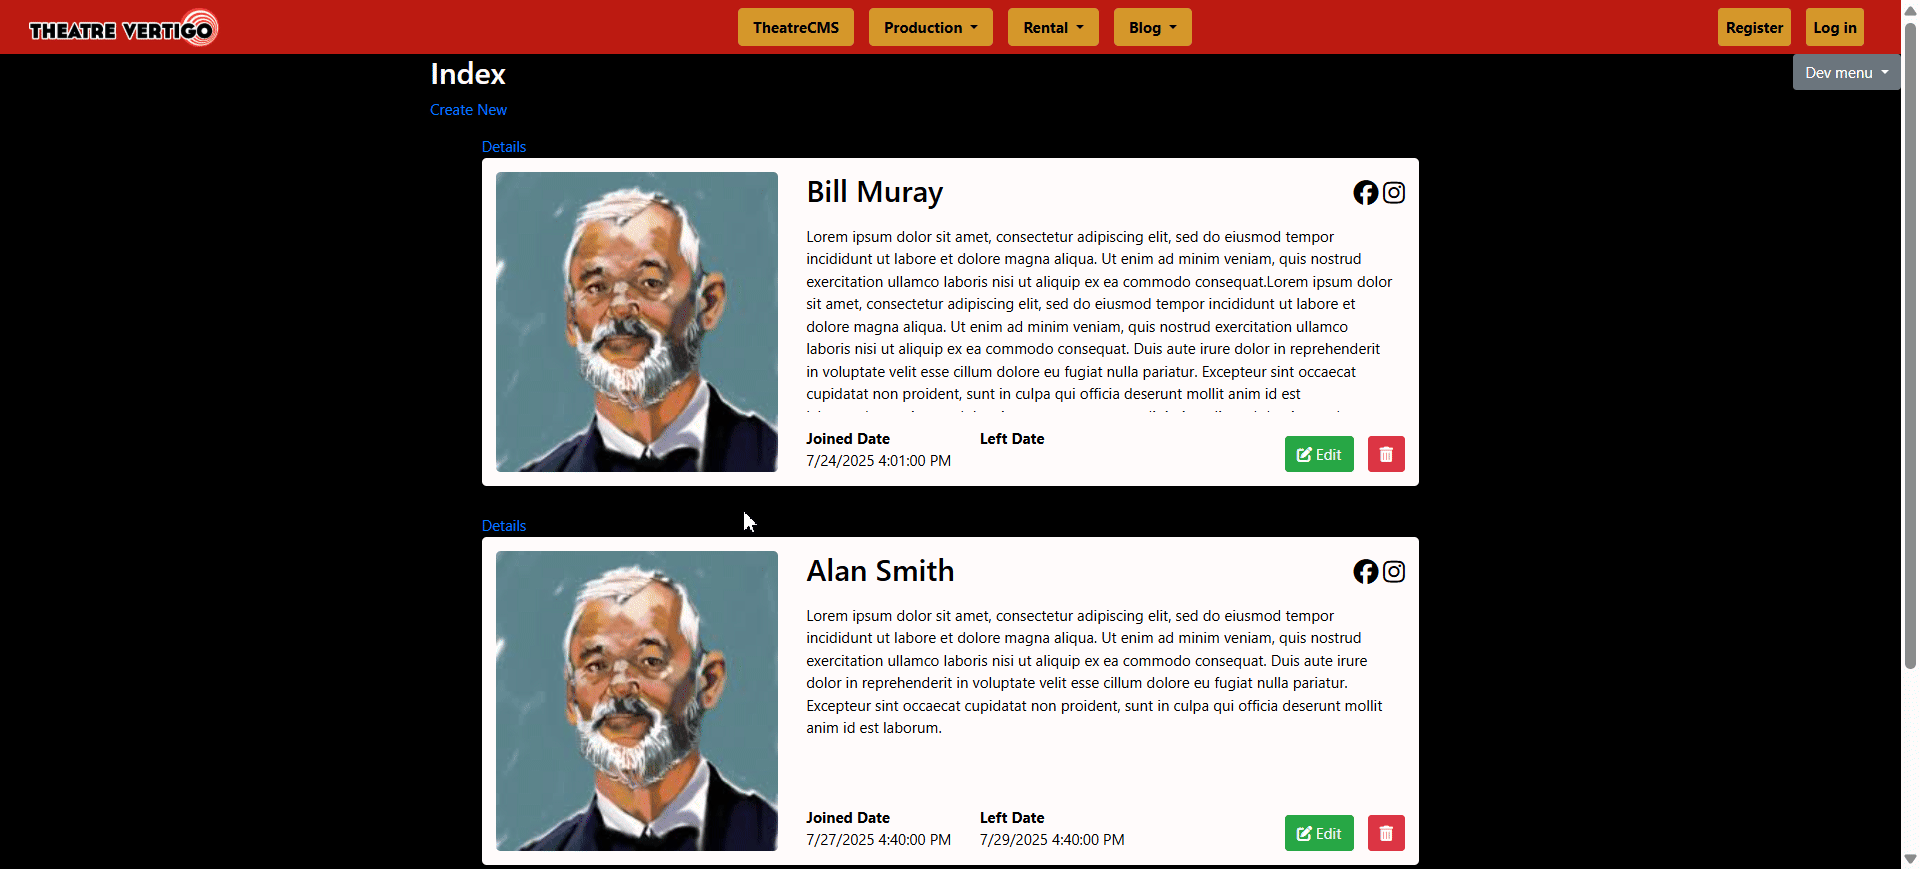 THEATRE VERTIGO
TheatreCMS
Production
Rental
Blog
Register
Log in
Dev menu
Index
Create New
Details
Bill Muray
Lorem ipsum dolor sit amet, consectetur adipiscing elit, sed do eiusmod tempor
incididunt ut labore et dolore magna aliqua. Ut enim ad minim veniam, quis nostrud
exercitation ullamco laboris nisi ut aliquip ex ea commodo consequat.Lorem ipsum dolor
sit amet, consectetur adipiscing elit, sed do eiusmod tempor incididunt ut labore et
dolore magna aliqua. Ut enim ad minim veniam, quis nostrud exercitation ullamco
laboris nisi ut aliquip ex ea commodo consequat. Duis aute irure dolor in reprehenderit
in voluptate velit esse cillum dolore eu fugiat nulla pariatur. Excepteur sint occaecat
cupidatat non proident, sunt in culpa qui officia deserunt mollit anim id est
Joined Date
7/24/2025 4:01:00 PM
Left Date
Edit
Details
Alan Smith
Lorem ipsum dolor sit amet, consectetur adipiscing elit, sed do eiusmod tempor
incididunt ut labore et dolore magna aliqua. Ut enim ad minim veniam, quis nostrud
exercitation ullamco laboris nisi ut aliquip ex ea commodo consequat. Duis aute irure
dolor in reprehenderit in voluptate velit esse cillum dolore eu fugiat nulla pariatur.
Excepteur sint occaecat cupidatat non proident, sunt in culpa qui officia deserunt mollit
anim id est laborum.
Joined Date
7/27/2025 4:40:00 PM
Left Date
7/29/2025 4:40:00 PM
Edit